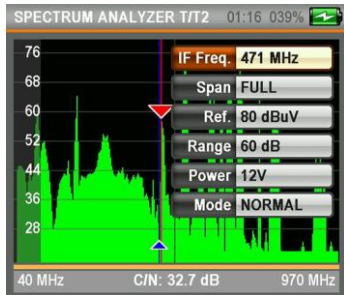 SPECTRUM ANALYZER T/T2 01:16 039%
76
68
60
52
44
36
28
IF Freq. 471 MHz
Span FULL
Ref. 80 dBuV
Range 60 dB
Power 12V
Mode NORMAL
40 MHz C/N: 32.7 dB 970 MHz